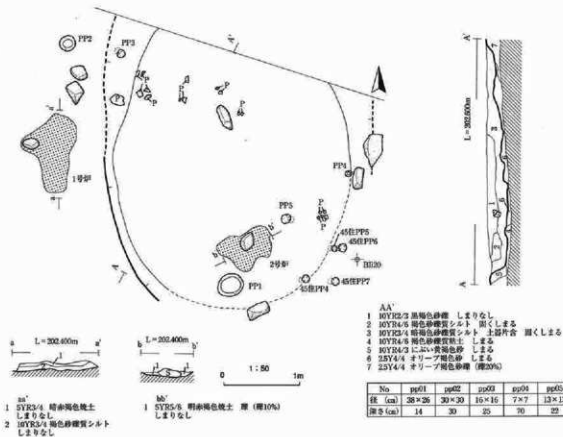 PP2
PP3
P
P
P
P
A'
1号炉
a'
a
PP4
PP5
P
45住PP5
45住PP6
BⅡ20
45住PP7
45住PP4
2号炉
b'
b
PP1
A
A'
L=202.600m
A
L=202.400m
a
a'
L=202.400m
b
b'
1:50
0
1m
aa'
1 5YR3/4 暗赤褐色焼土
しまりなし
2 10YR3/4 褐色砂礫質シルト
しまりなし
bb'
1 5YR5/8 明赤褐色焼土 礫(礫10%)
しまりなし
AA'
1 10YR2/3 黒褐色砂礫 しまりなし
2 10YR4/6 褐色砂礫質シルト 固くしまる
3 10YR3/4 暗褐色砂礫質シルト 土器片含 固くしまる
4 10YR4/6 褐色砂礫質粘土 しまる
5 10YR4/3 にぶい黄褐色砂 しまる
6 2.5Y4/4 オリーブ褐色砂 しまる
7 2.5Y4/4 オリーブ褐色砂礫(礫20%)
No pp01 pp02 pp03 pp04 pp05
径 (cm) 38×26 30×30 16×16 7×7 13×13
深さ(cm) 14 30 25 70 22